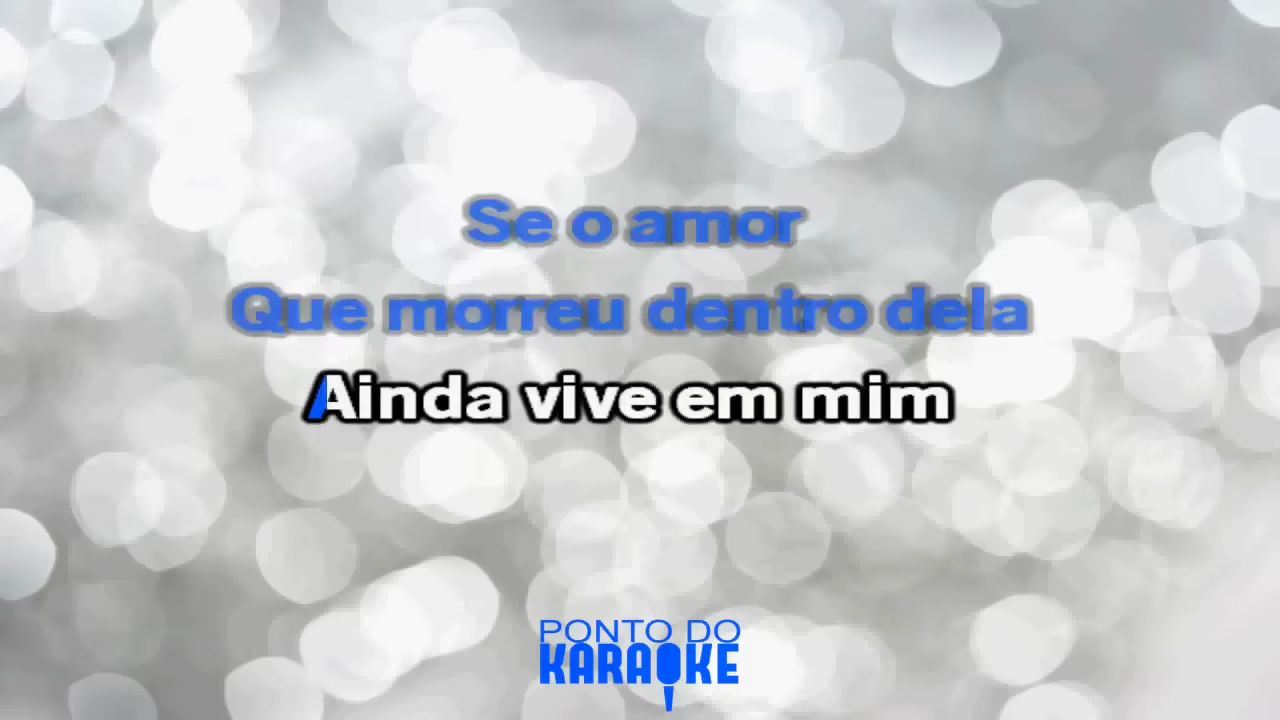 Se o amor
Que morreu dentro dela
Ainda vive em mim
PONTO DO
KARAOKE